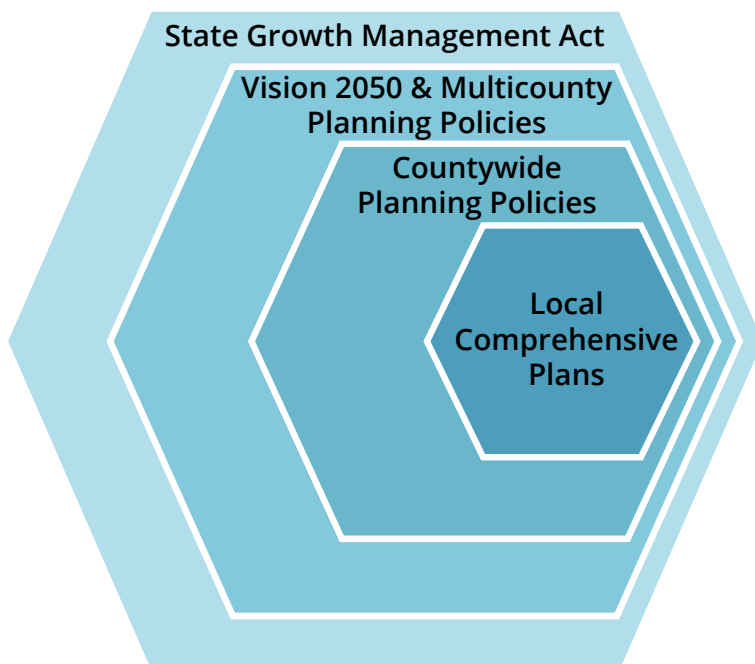 State Growth Management Act
Vision 2050 & Multicounty
Planning Policies
Countywide
Planning Policies
Local
Comprehensive
Plans